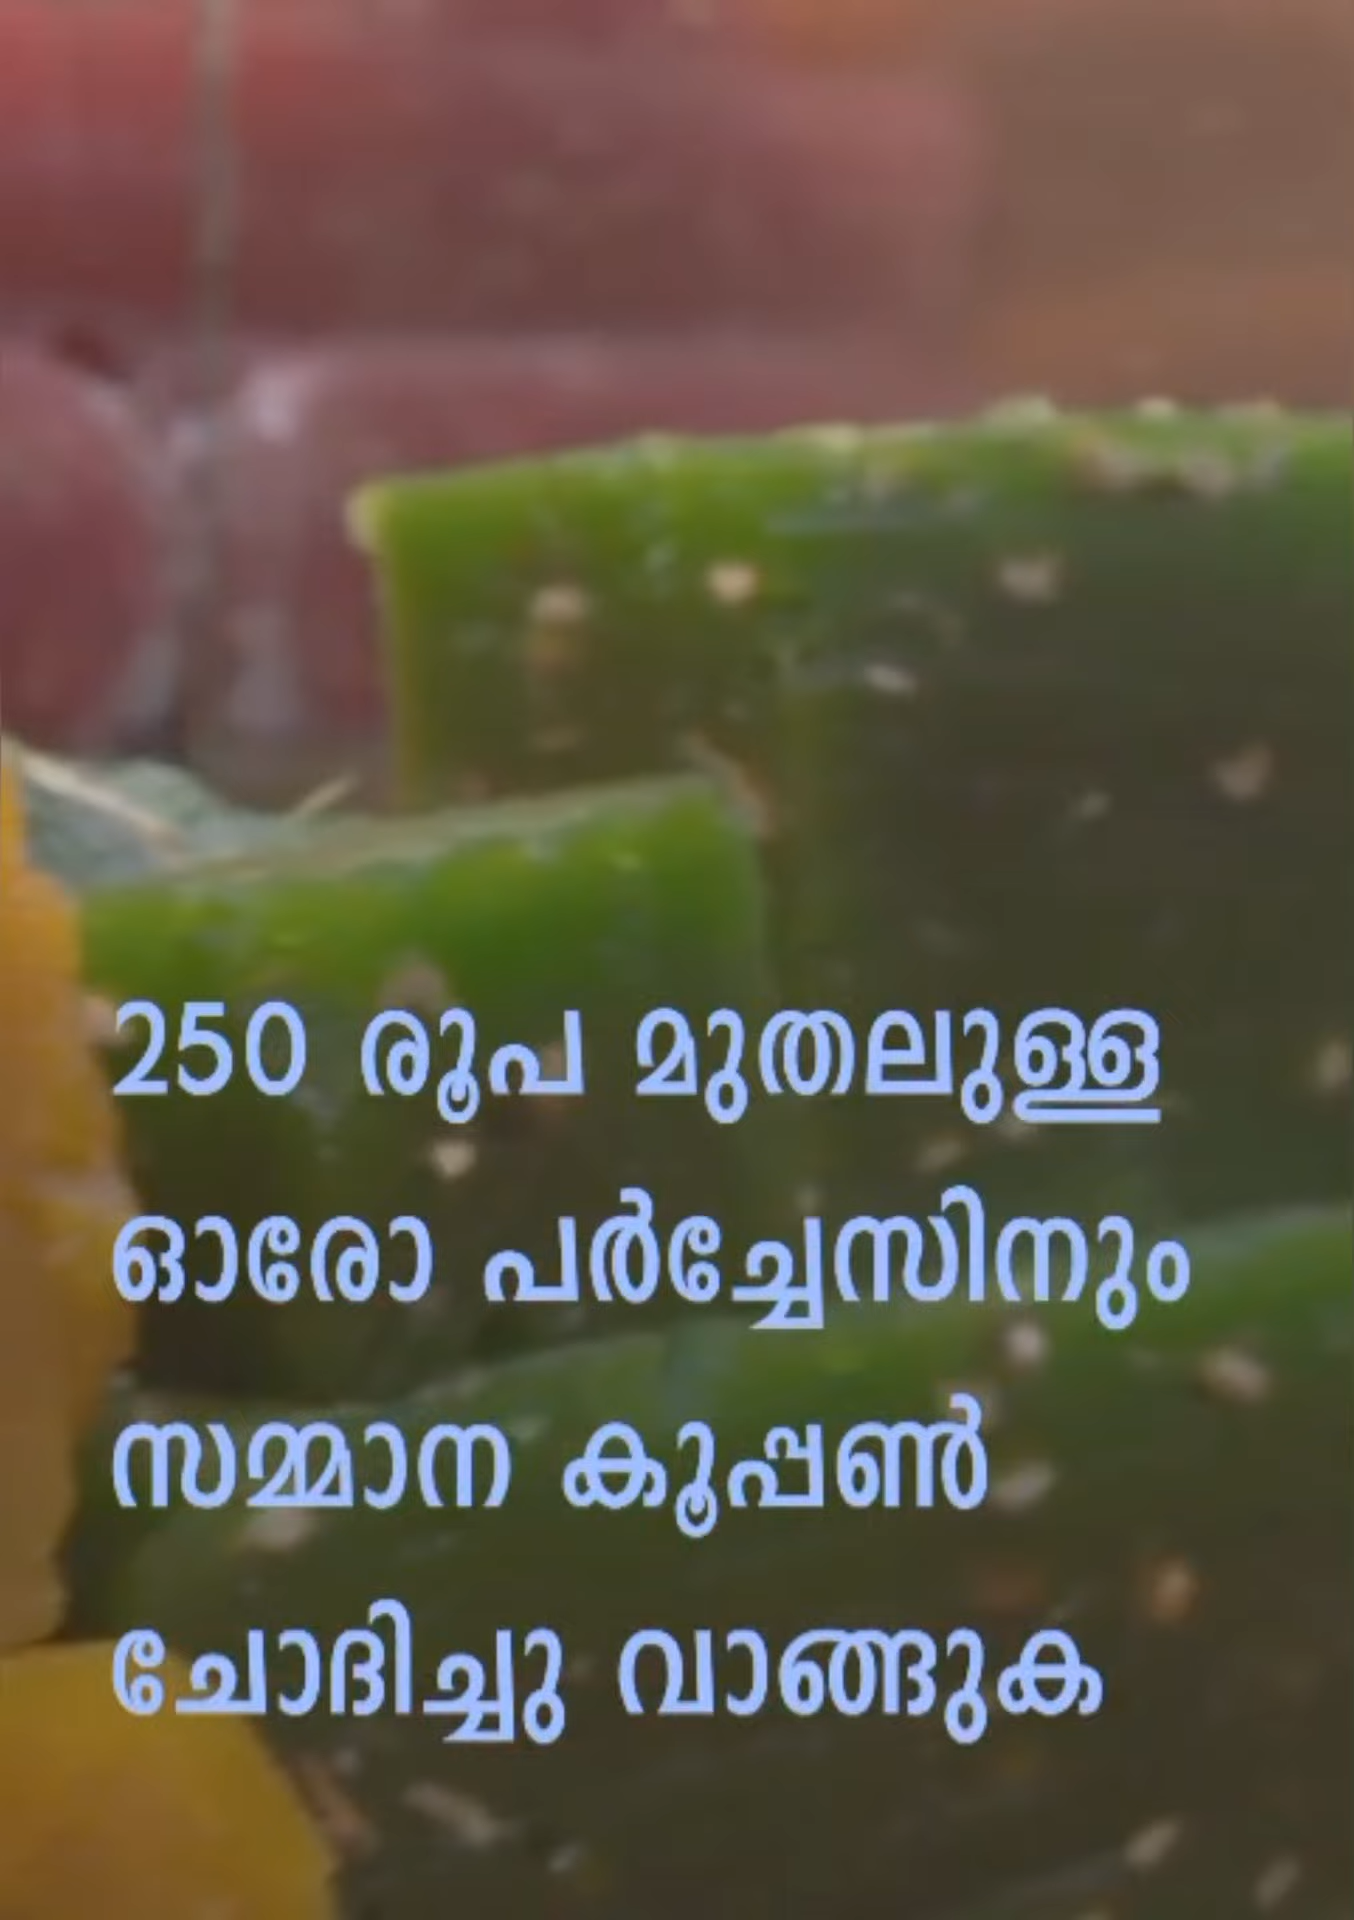 250 രൂപ മുതലുള്ള
ഓരോ പർച്ചേസിനും
സമ്മാന കൂപ്പൺ
ചോദിച്ചു വാങ്ങുക